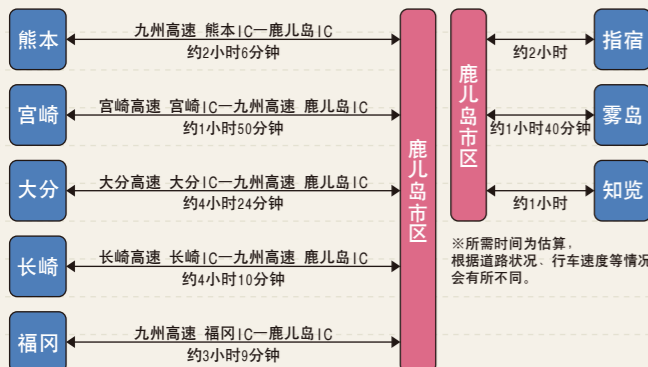 熊本
九州高速 熊本IC—鹿儿岛IC
约2小时6分钟
宫崎
宫崎高速 宫崎IC—九州高速 鹿儿岛IC
约1小时50分钟
大分
大分高速 大分IC—九州高速 鹿儿岛IC
约4小时24分钟
长崎
长崎高速 长崎IC—九州高速 鹿儿岛IC
约4小时10分钟
福冈
九州高速 福冈IC—鹿儿岛IC
约3小时9分钟
鹿儿岛市区
鹿儿岛市区
约2小时
指宿
约1小时40分钟
雾岛
约1小时
知览
※所需时间为估算，
根据道路状况、行车速度等情况
会有所不同。